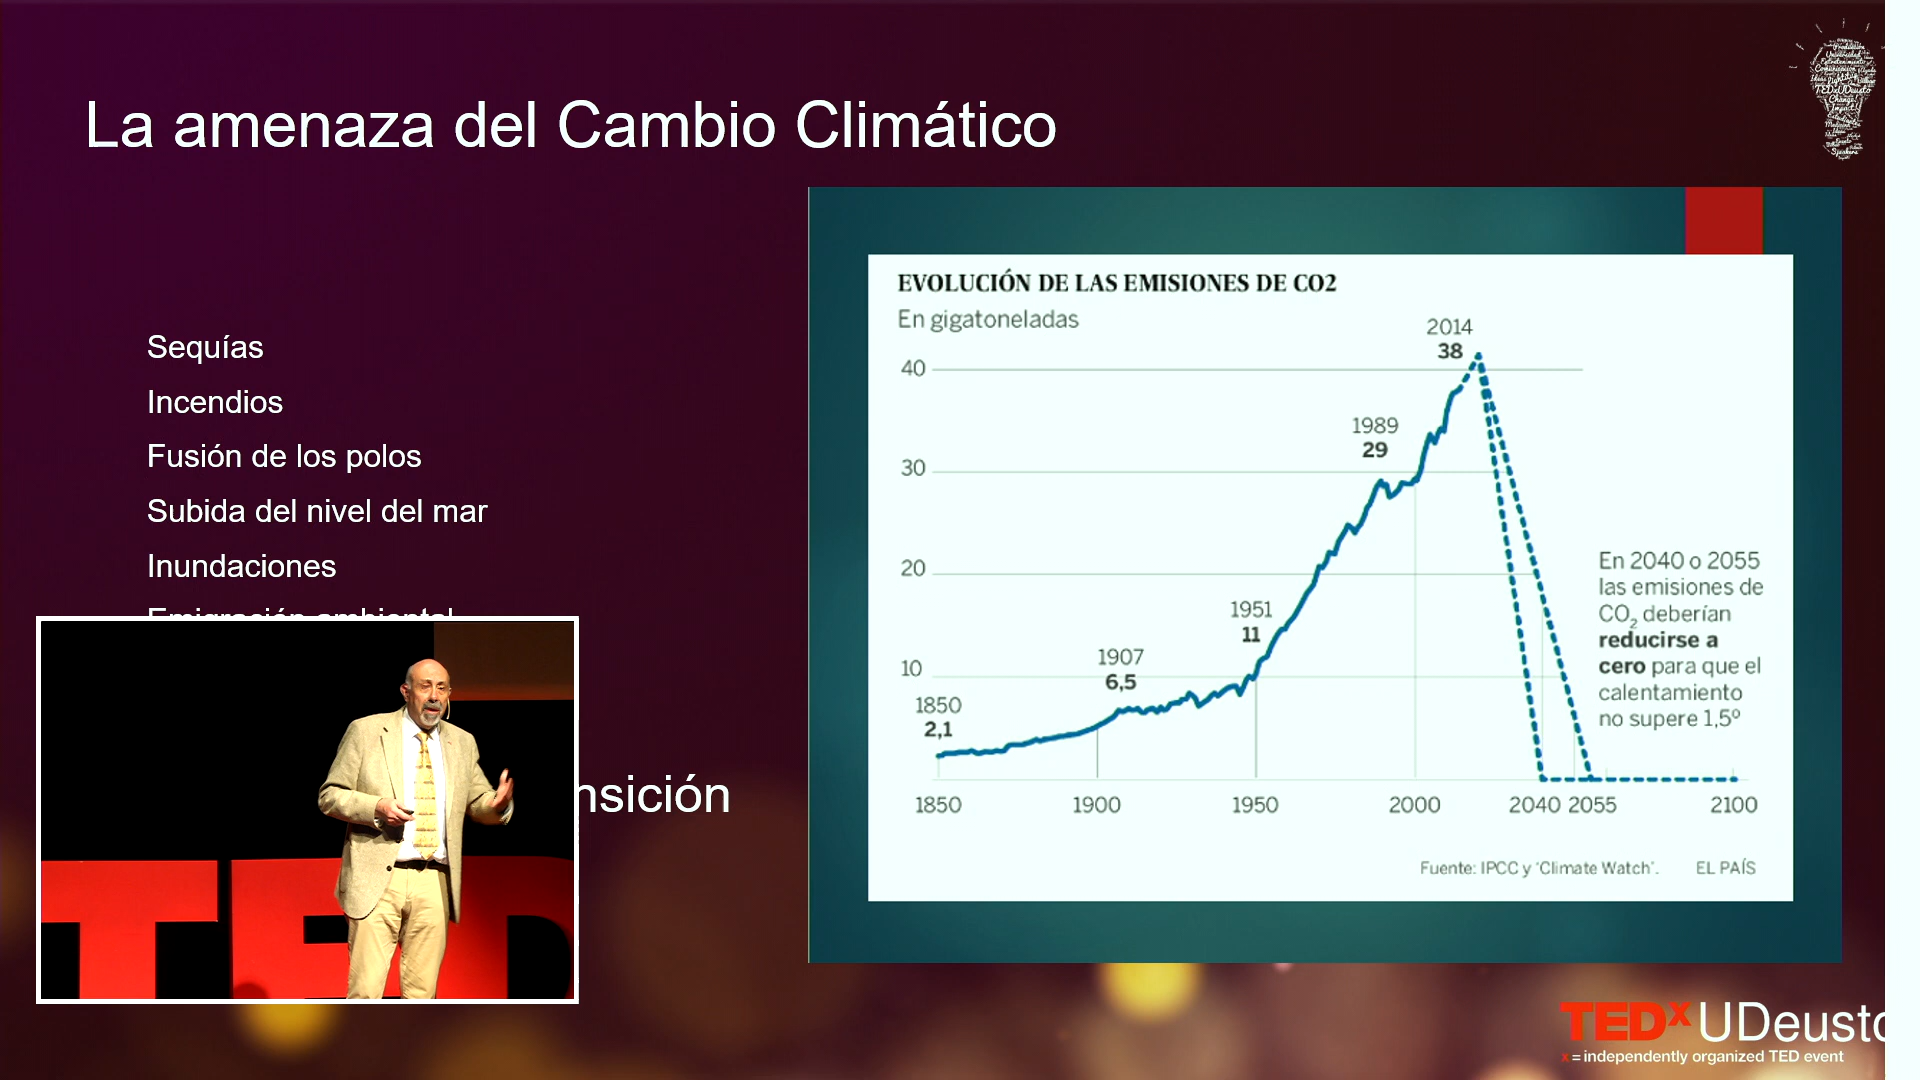 La amenaza del Cambio Climático
Sequías
Incendios
Fusión de los polos
Subida del nivel del mar
Inundaciones
Emigración ambiental
nsición
EVOLUCIÓN DE LAS EMISIONES DE CO2
En gigatoneladas
2014
38
40
1989
29
30
20
1951
11
10
1907
6,5
1850
2,1
En 2040 o 2055
las emisiones de
CO2 deberían
reducirse a
cero para que el
calentamiento
no supere 1,5º
1850 1900 1950 2000 2040 2055 2100
Fuente: IPCC y 'Climate Watch'. EL PAÍS
TED
TEDx UDeusto
x = independently organized TED event